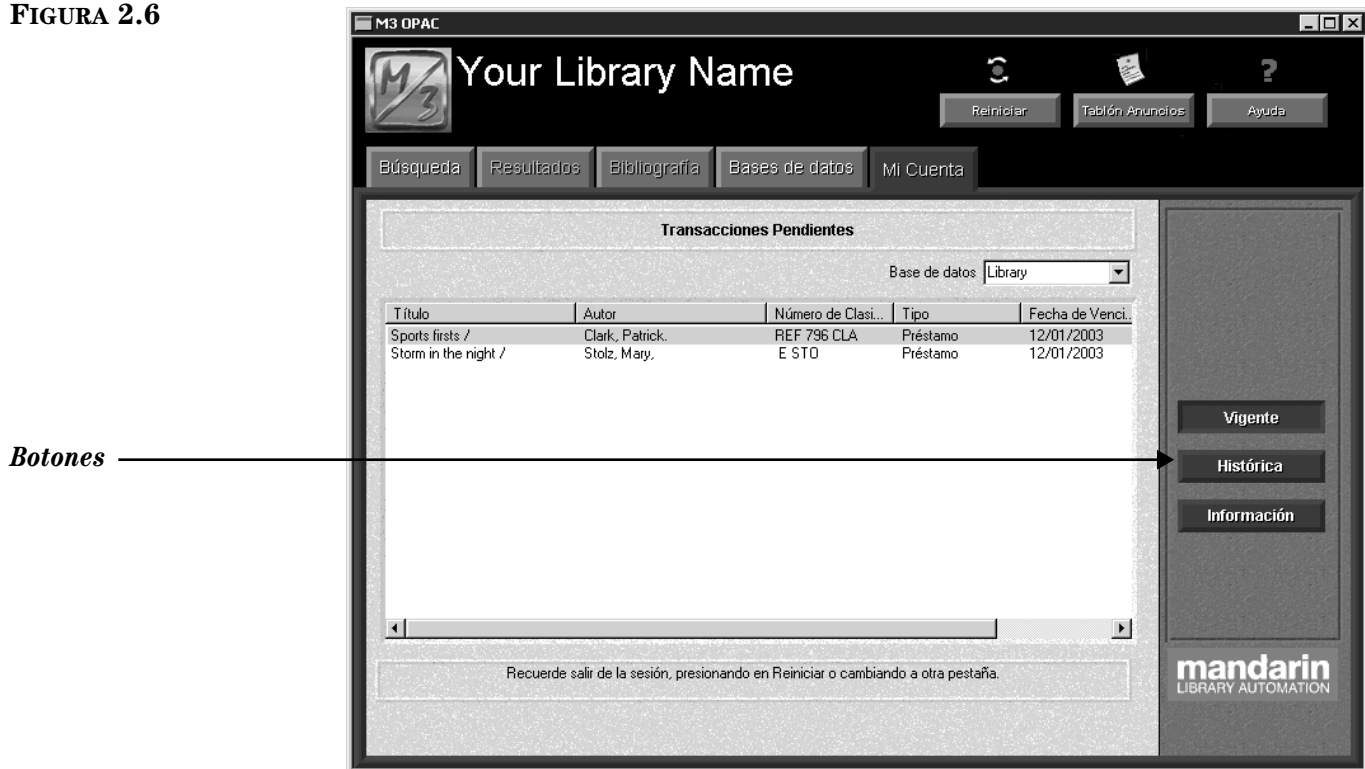 FIGURA 2.6
M3 OPAC
M/3
Your Library Name
Reiniciar
Tablón Anuncios
?
Ayuda
Búsqueda
Resultados
Bibliografía
Bases de datos
Mi Cuenta
Transacciones Pendientes
Base de datos Library
Título Autor Número de Clasi... Tipo Fecha de Venci..
Sports firsts / Clark, Patrick. REF 796 CLA Préstamo 12/01/2003
Storm in the night / Stolz, Mary, E STO Préstamo 12/01/2003
Vigente
Botones
Histórica
Información
Recuerde salir de la sesión, presionando en Reiniciar o cambiando a otra pestaña.
mandarin
LIBRARY AUTOMATION